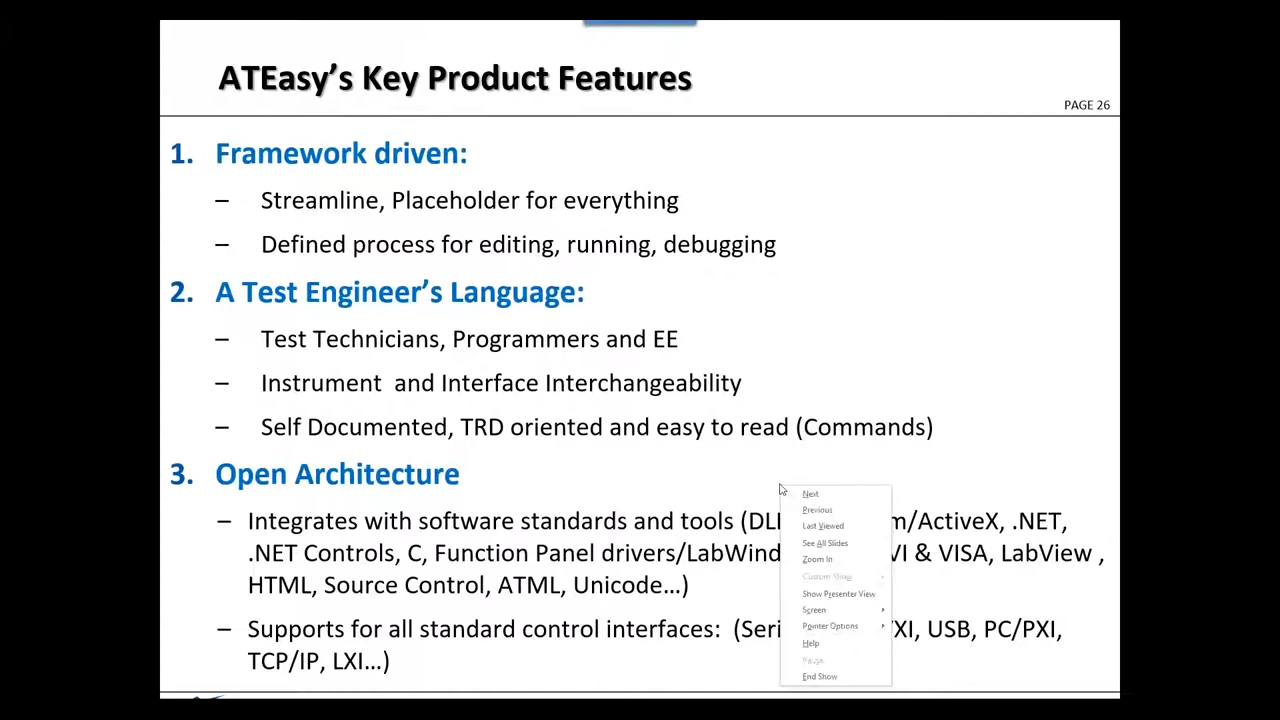 ATEasy’s Key Product Features
PAGE 26
1. Framework driven:
– Streamline, Placeholder for everything
– Defined process for editing, running, debugging
2. A Test Engineer’s Language:
– Test Technicians, Programmers and EE
– Instrument and Interface Interchangeability
– Self Documented, TRD oriented and easy to read (Commands)
3. Open Architecture
– Integrates with software standards and tools (DL m/ActiveX, .NET,
.NET Controls, C, Function Panel drivers/LabWind VI & VISA, LabView ,
HTML, Source Control, ATML, Unicode…)
– Supports for all standard control interfaces: (Seri XI, USB, PC/PXI,
TCP/IP, LXI…)
Next
Previous
Last Viewed
See All Slides
Zoom In
Custom Show
Show Presenter View
Screen
Pointer Options
Help
Pause
End Show